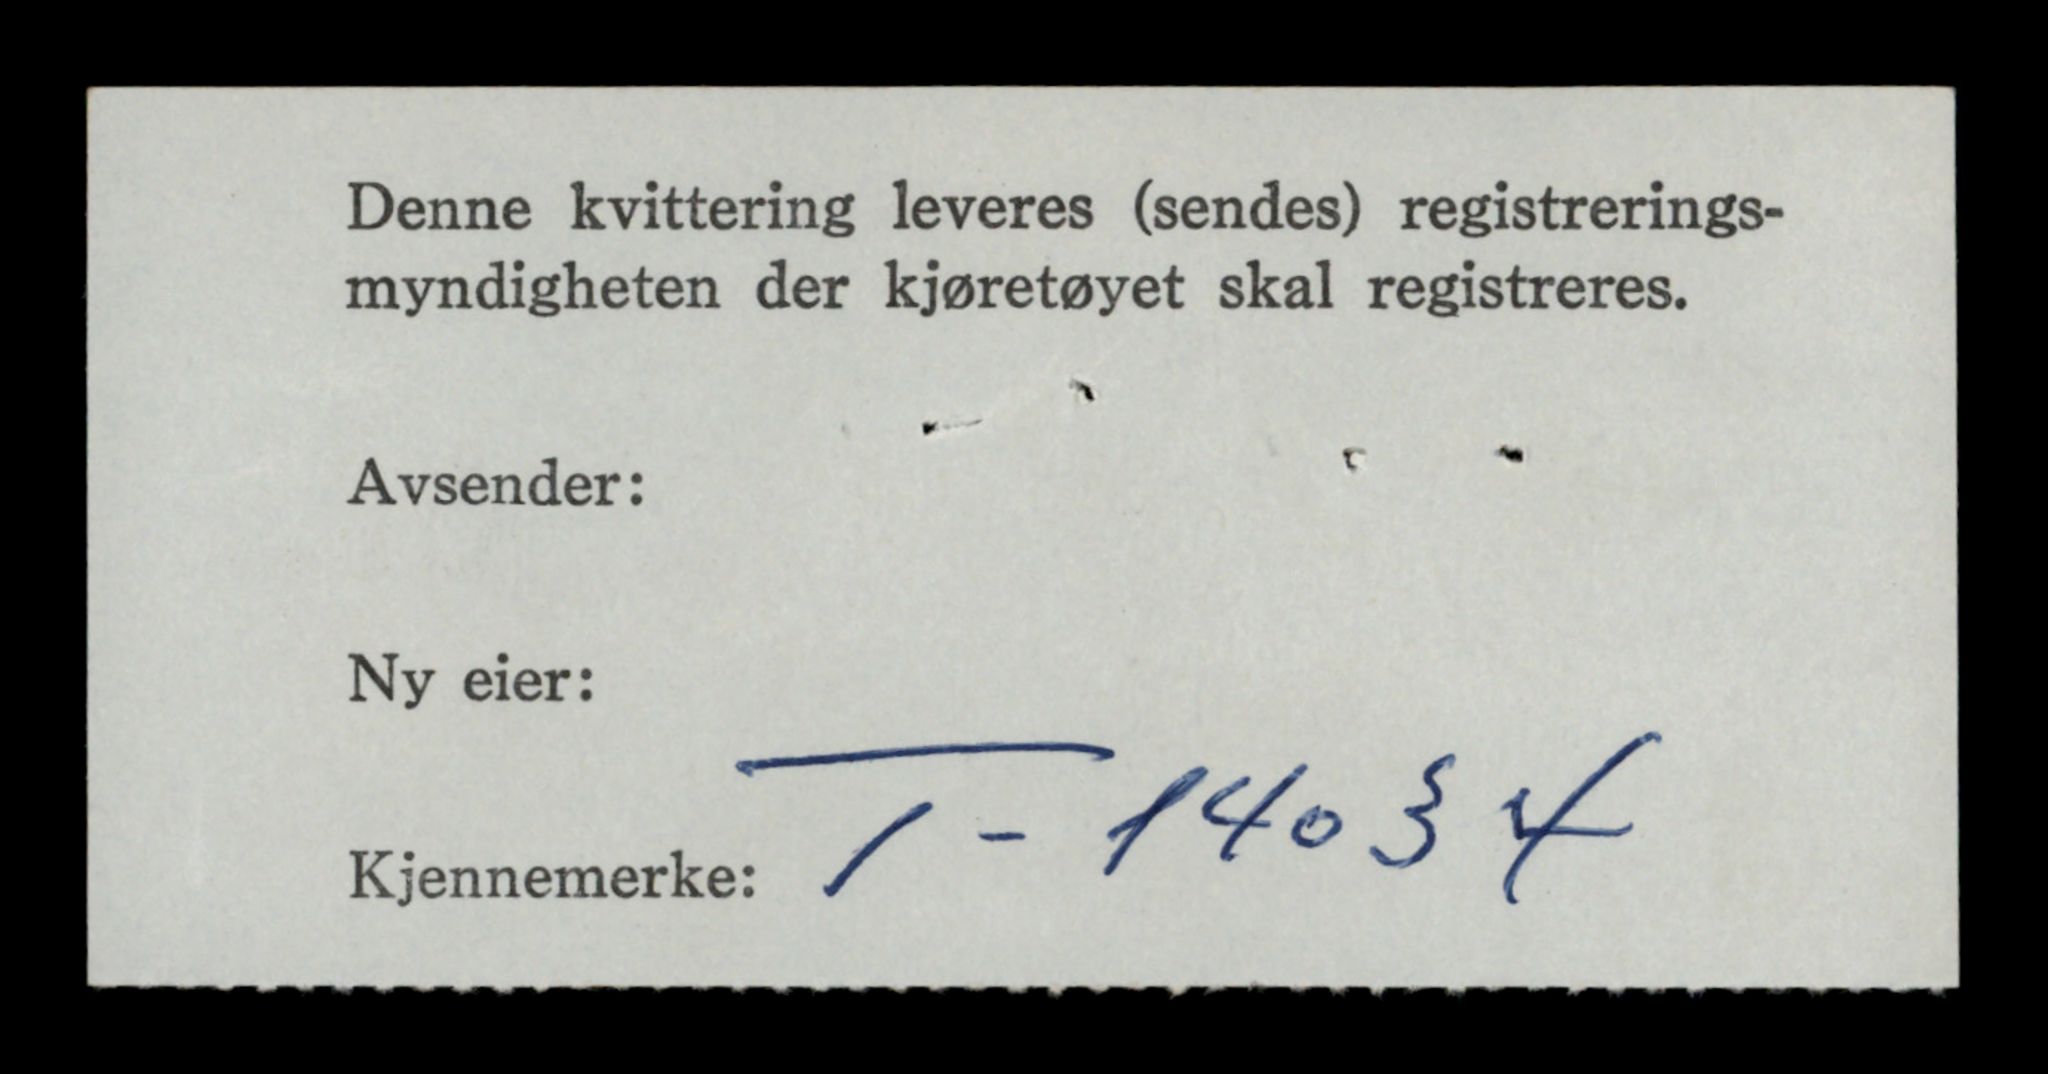 Denne kvittering leveres (sendes) registrerings-
myndigheten der kjøretøyet skal registreres.
Avsender:
Ny eier:
Kjennemerke: T - 14034